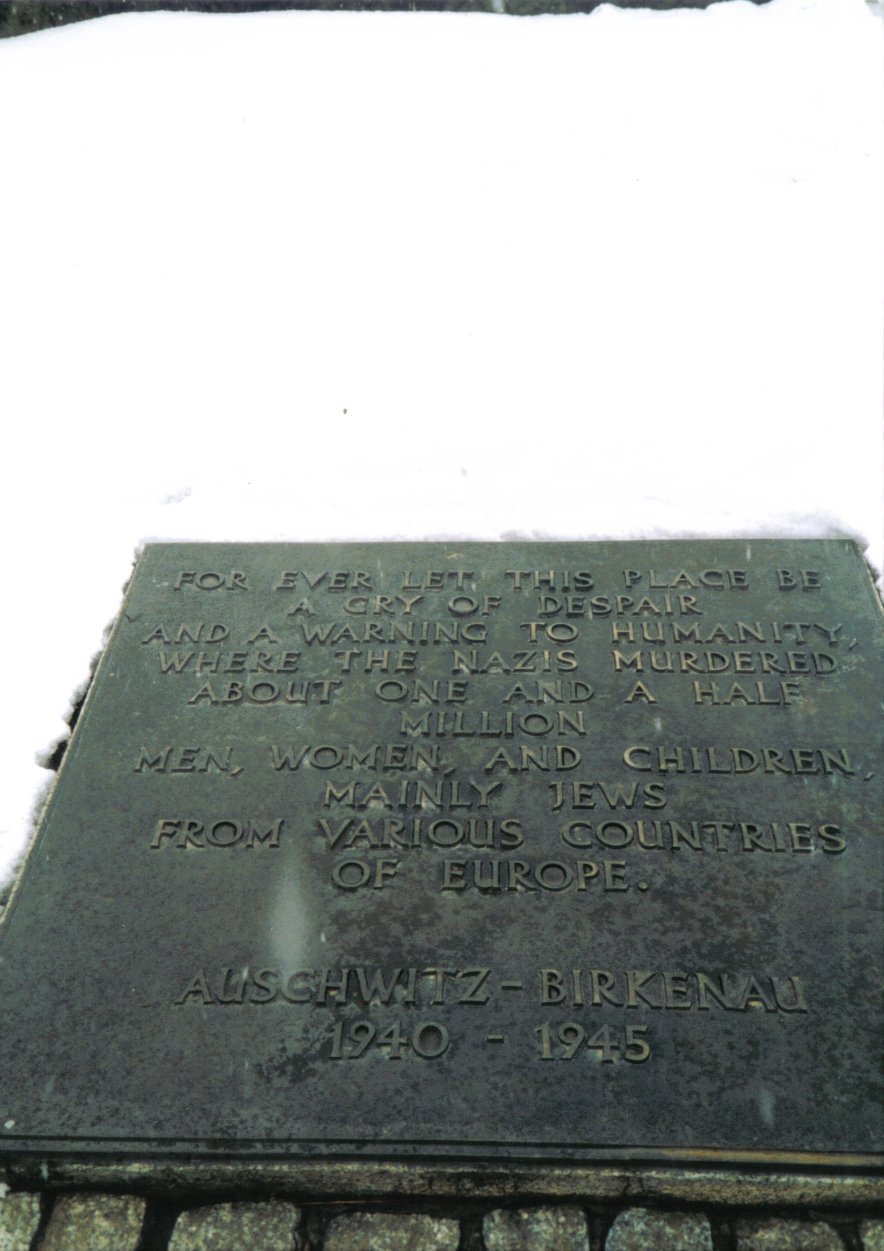 FOR EVER LET THIS PLACE BE
A CRY OF DESPAIR
AND A WARNING TO HUMANITY,
WHERE THE NAZIS MURDERED
ABOUT ONE AND A HALF
MILLION
MEN, WOMEN, AND CHILDREN,
MAINLY JEWS
FROM VARIOUS COUNTRIES
OF EUROPE.
AUSCHWITZ - BIRKENAU
1940 - 1945